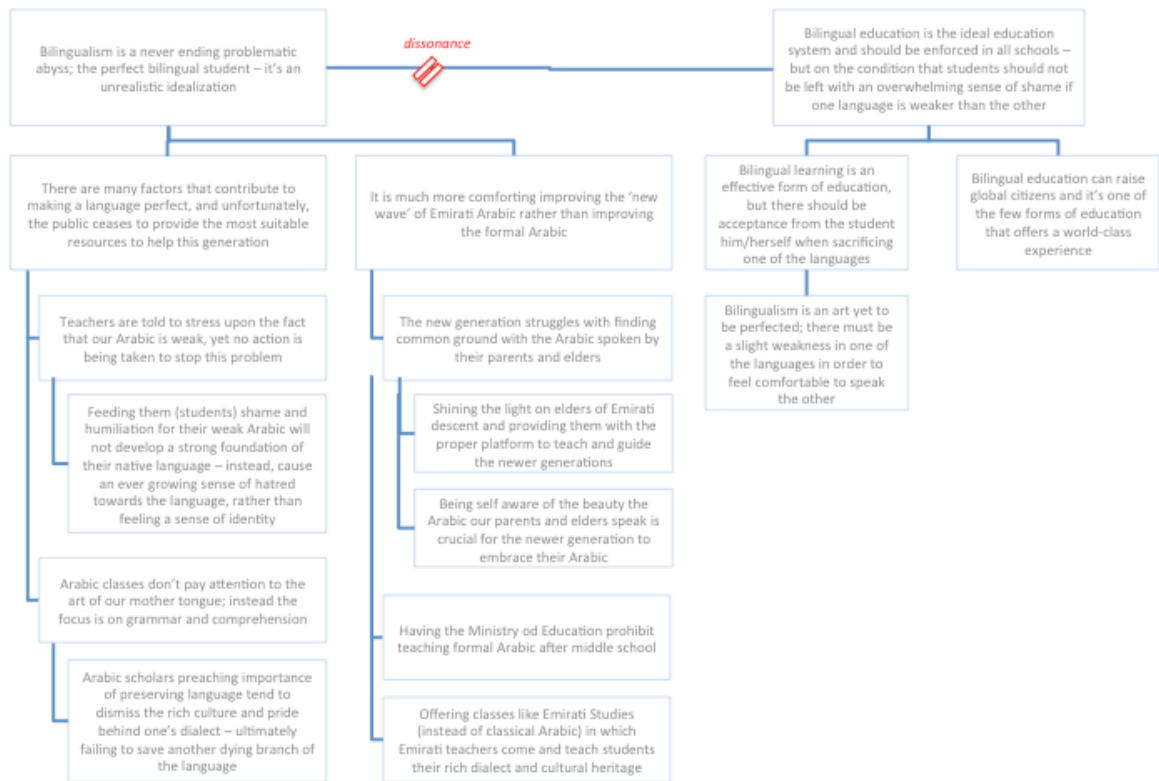 dissonance
Bilingualism is a never ending problematic
abyss; the perfect bilingual student – it's an
unrealistic idealization
Bilingual education is the ideal education
system and should be enforced in all schools –
but on the condition that students should not
be left with an overwhelming sense of shame if
one language is weaker than the other
There are many factors that contribute to
making a language perfect, and unfortunately,
the public ceases to provide the most suitable
resources to help this generation
It is much more comforting improving the 'new
wave' of Emirati Arabic rather than improving
the formal Arabic
Bilingual learning is an
effective form of education,
but there should be
acceptance from the student
him/herself when sacrificing
one of the languages
Bilingual education can raise
global citizens and it's one of
the few forms of education
that offers a world-class
experience
Teachers are told to stress upon the fact
that our Arabic is weak, yet no action is
being taken to stop this problem
The new generation struggles with finding
common ground with the Arabic spoken by
their parents and elders
Bilingualism is an art yet to
be perfected; there must be
a slight weakness in one of
the languages in order to
feel comfortable to speak
the other
Feeding them (students) shame and
humiliation for their weak Arabic will
not develop a strong foundation of
their native language – instead, cause
an ever growing sense of hatred
towards the language, rather than
feeling a sense of identity
Shining the light on elders of Emirati
descent and providing them with the
proper platform to teach and guide
the newer generations
Being self aware of the beauty the
Arabic our parents and elders speak is
crucial for the newer generation to
embrace their Arabic
Arabic classes don't pay attention to the
art of our mother tongue; instead the
focus is on grammar and comprehension
Having the Ministry od Education prohibit
teaching formal Arabic after middle school
Arabic scholars preaching importance
of preserving language tend to
dismiss the rich culture and pride
behind one's dialect – ultimately
failing to save another dying branch of
the language
Offering classes like Emirati Studies
(instead of classical Arabic) in which
Emirati teachers come and teach students
their rich dialect and cultural heritage